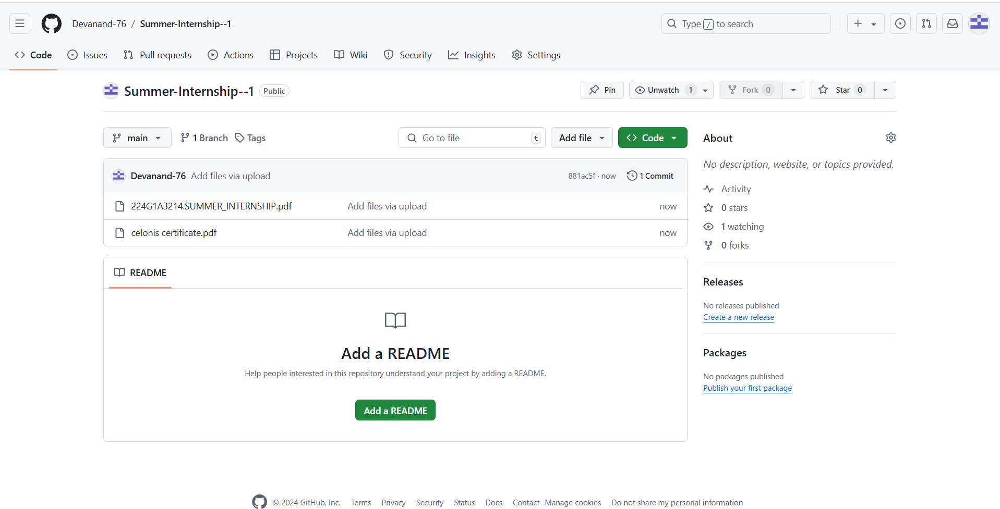 Devanand-76 / Summer-Internship--1
Type / to search
Code Issues Pull requests Actions Projects Wiki Security Insights Settings
Summer-Internship--1 Public
Pin Unwatch 1 Fork 0 Star 0
main 1 Branch Tags Go to file t Add file Code
Devanand-76 Add files via upload 881ac5f · now 1 Commit
224G1A3214.SUMMER_INTERNSHIP.pdf Add files via upload now
celonis certificate.pdf Add files via upload now
README
Add a README
Help people interested in this repository understand your project by adding a README.
Add a README
About
No description, website, or topics provided.
Activity
0 stars
1 watching
0 forks
Releases
No releases published
Create a new release
Packages
No packages published
Publish your first package
© 2024 GitHub, Inc. Terms Privacy Security Status Docs Contact Manage cookies Do not share my personal information